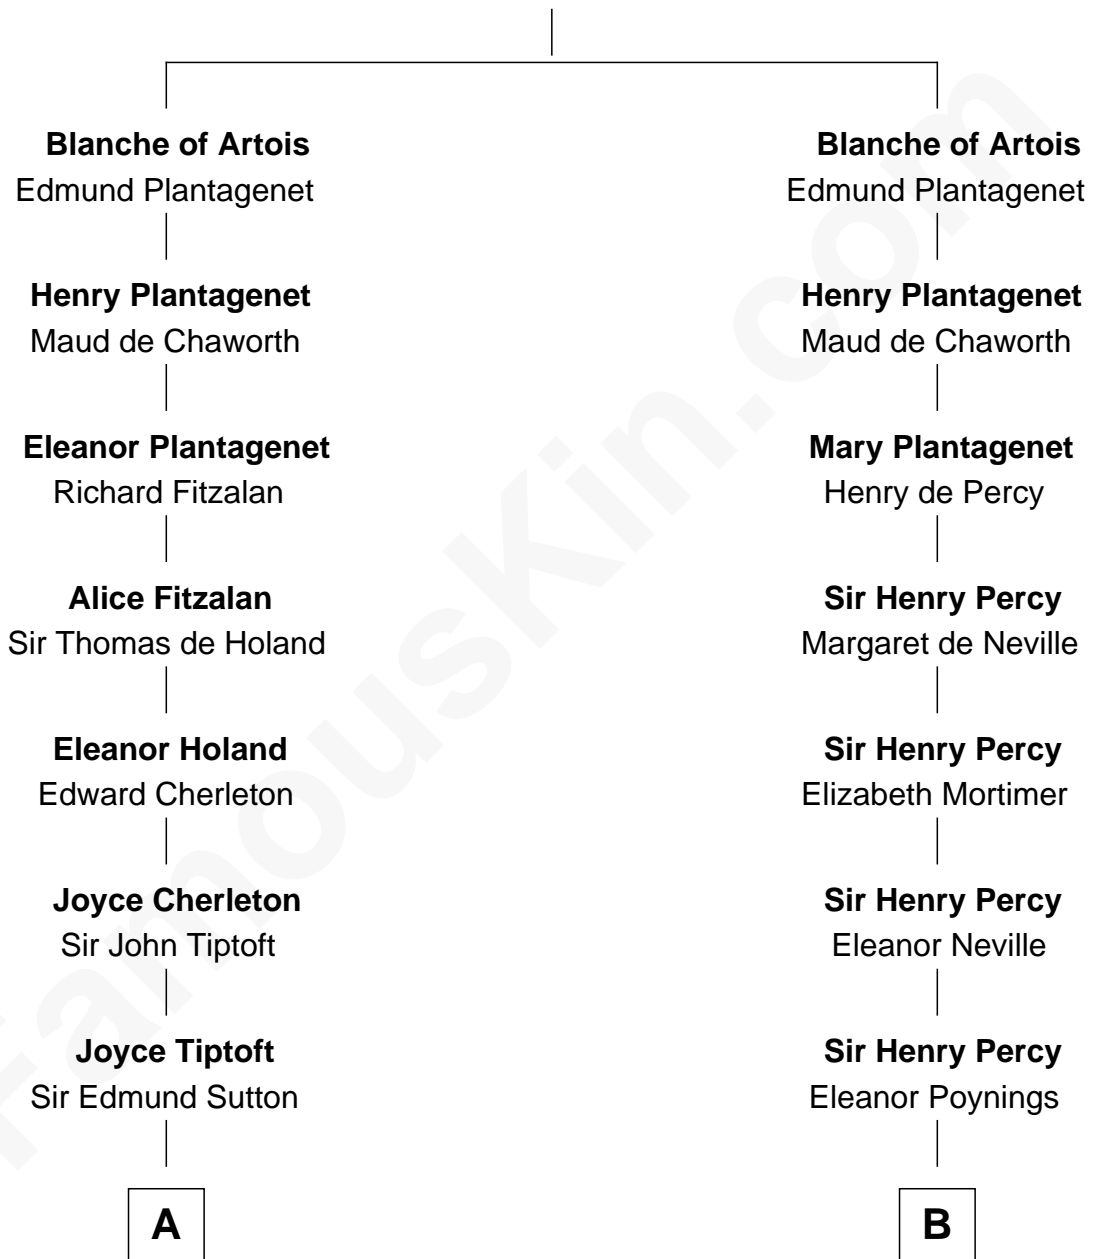 Blanche of Artois
Edmund Plantagenet
Henry Plantagenet
Maud de Chaworth
Eleanor Plantagenet
Richard Fitzalan
Alice Fitzalan
Sir Thomas de Holand
Eleanor Holand
Edward Cherleton
Joyce Cherleton
Sir John Tiptoft
Joyce Tiptoft
Sir Edmund Sutton
A
Blanche of Artois
Edmund Plantagenet
Henry Plantagenet
Maud de Chaworth
Mary Plantagenet
Henry de Percy
Sir Henry Percy
Margaret de Neville
Sir Henry Percy
Elizabeth Mortimer
Sir Henry Percy
Eleanor Neville
Sir Henry Percy
Eleanor Poynings
B
FamousKin.com